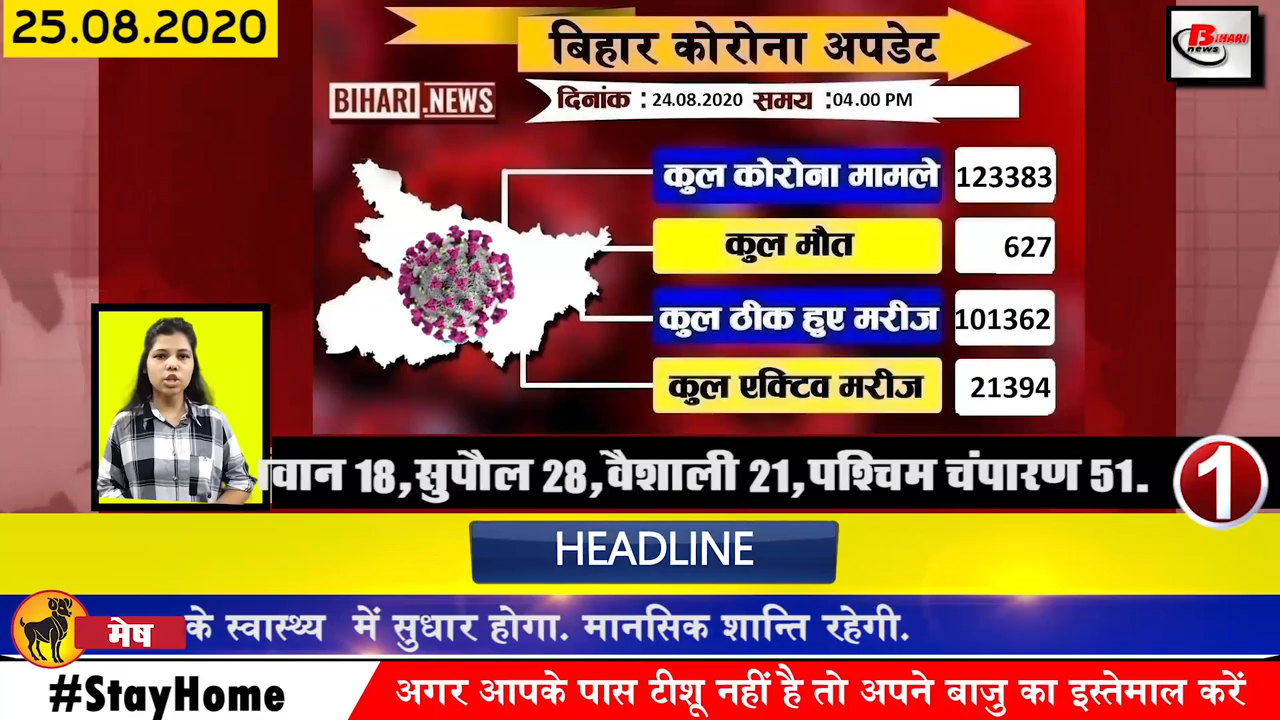 25.08.2020
बिहार कोरोना अपडेट
BIHARI news
BIHARI.NEWS
दिनांक : 24.08.2020 समय :04.00 PM
कुल कोरोना मामले 123383
कुल मौत 627
कुल ठीक हुए मरीज 101362
कुल एक्टिव मरीज 21394
18,सुपौल 28,वैशाली 21,पश्चिम चंपारण 51.
1
HEADLINE
मेष के स्वास्थ्य में सुधार होगा. मानसिक शान्ति रहेगी.
#StayHome
अगर आपके पास टीशू नहीं है तो अपने बाजु का इस्तेमाल करें